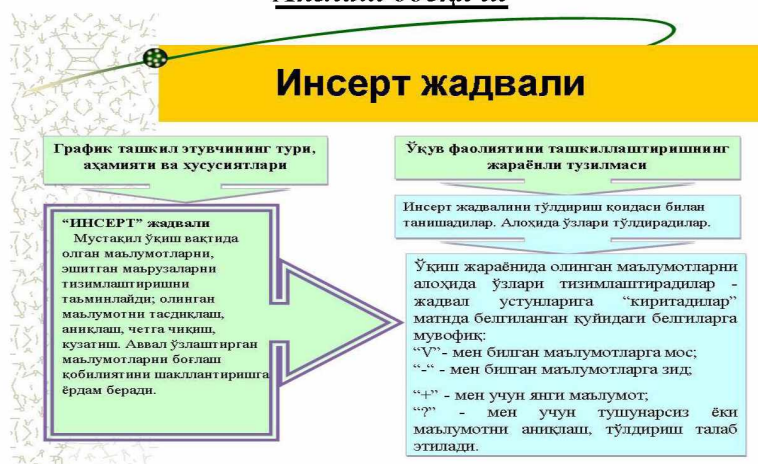 Инсерт жадвали
График ташкил этувчининг тури,
аҳамияти ва хусусиятлари
“ИНСЕРТ” жадвали
Мустақил ўқиш вақтида
олган маълумотларни,
эшитган маърузаларни
тизимлаштиришни
таъминлайди; олинган
маълумотни тасдиқлаш,
аниқлаш, четга чиқиш,
кузатиш. Аввал ўзлаштирган
маълумотларни боғлаш
қобилиятини шакллантиришга
ёрдам беради.
Ўқув фаолиятини ташкиллаштиришнинг
жараёнли тузилмаси
Инсерт жадвалини тўлдириш қоидаси билан
танишадилар. Алоҳида ўзлари тўлдирадилар.
Ўқиш жараёнида олинган маълумотларни
алоҳида ўзлари тизимлаштирадилар -
жадвал устунларига “киритадилар”
матнда белгиланган қуйидаги белгиларга
мувофиқ:
“V”- мен билган маълумотларга мос;
“-“ - мен билган маълумотларга зид;
“+” - мен учун янги маълумот;
“?” - мен учун тушунарсиз ёки
маълумотни аниқлаш, тўлдириш талаб
этилади.